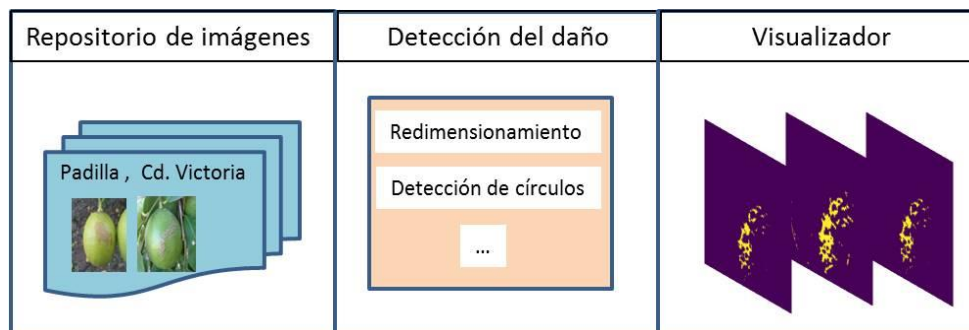 Repositorio de imágenes
Detección del daño
Visualizador
Padilla , Cd. Victoria
Redimensionamiento
Detección de círculos
...